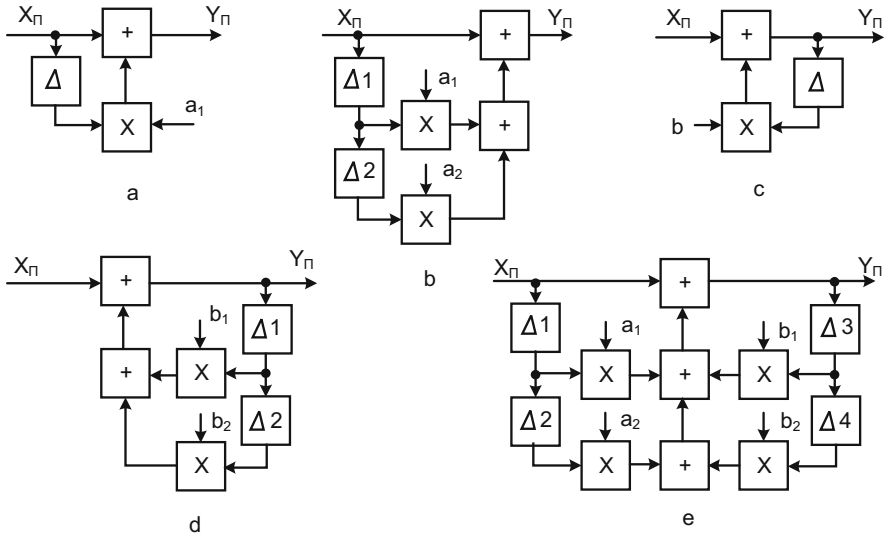 Xп Yп
+
Δ
X a1
a
Xп Yп
+
Δ1
a1
X +
Δ2
a2
X
b
Xп Yп
+
Δ
b X
c
Xп Yп
+
Δ1
b1
+ X
Δ2
b2
X
d
Xп Yп
+
Δ1 Δ3
a1 b1
X + X
Δ2 Δ4
a2 b2
X + X
e